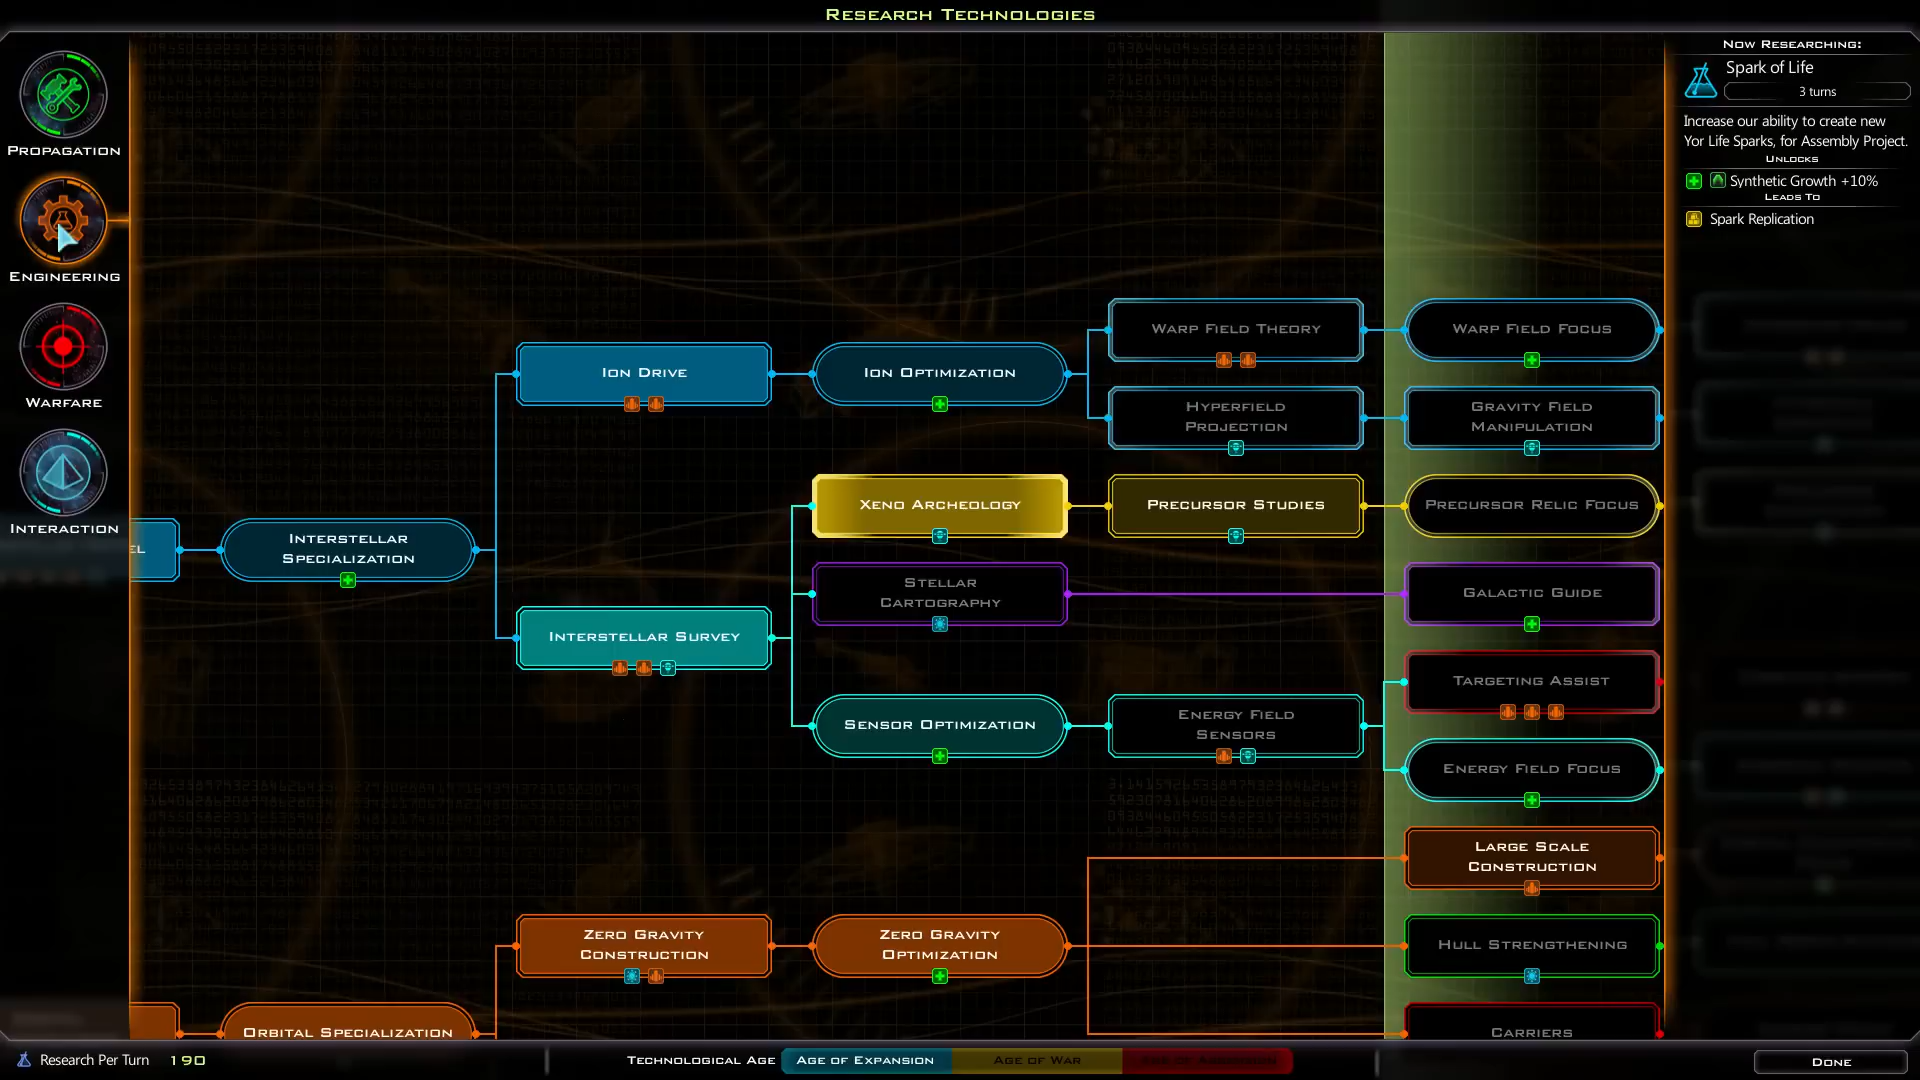 Research Technologies
Propagation
Engineering
Warfare
Interaction
EL
Interstellar
Specialization
Ion Drive
Ion Optimization
Warp Field Theory
Warp Field Focus
Hyperfield
Projection
Gravity Field
Manipulation
Xeno Archeology
Precursor Studies
Precursor Relic Focus
Stellar
Cartography
Galactic Guide
Interstellar Survey
Targeting Assist
Sensor Optimization
Energy Field
Sensors
Energy Field Focus
Large Scale
Construction
Zero Gravity
Construction
Zero Gravity
Optimization
Hull Strengthening
Orbital Specialization
Carriers
Now Researching:
Spark of Life
3 turns
Increase our ability to create new
Yor Life Sparks, for Assembly Project.
Unlocks
Synthetic Growth +10%
Leads To
Spark Replication
Research Per Turn 190
Technological Age
Age of Expansion
Age of War
Done